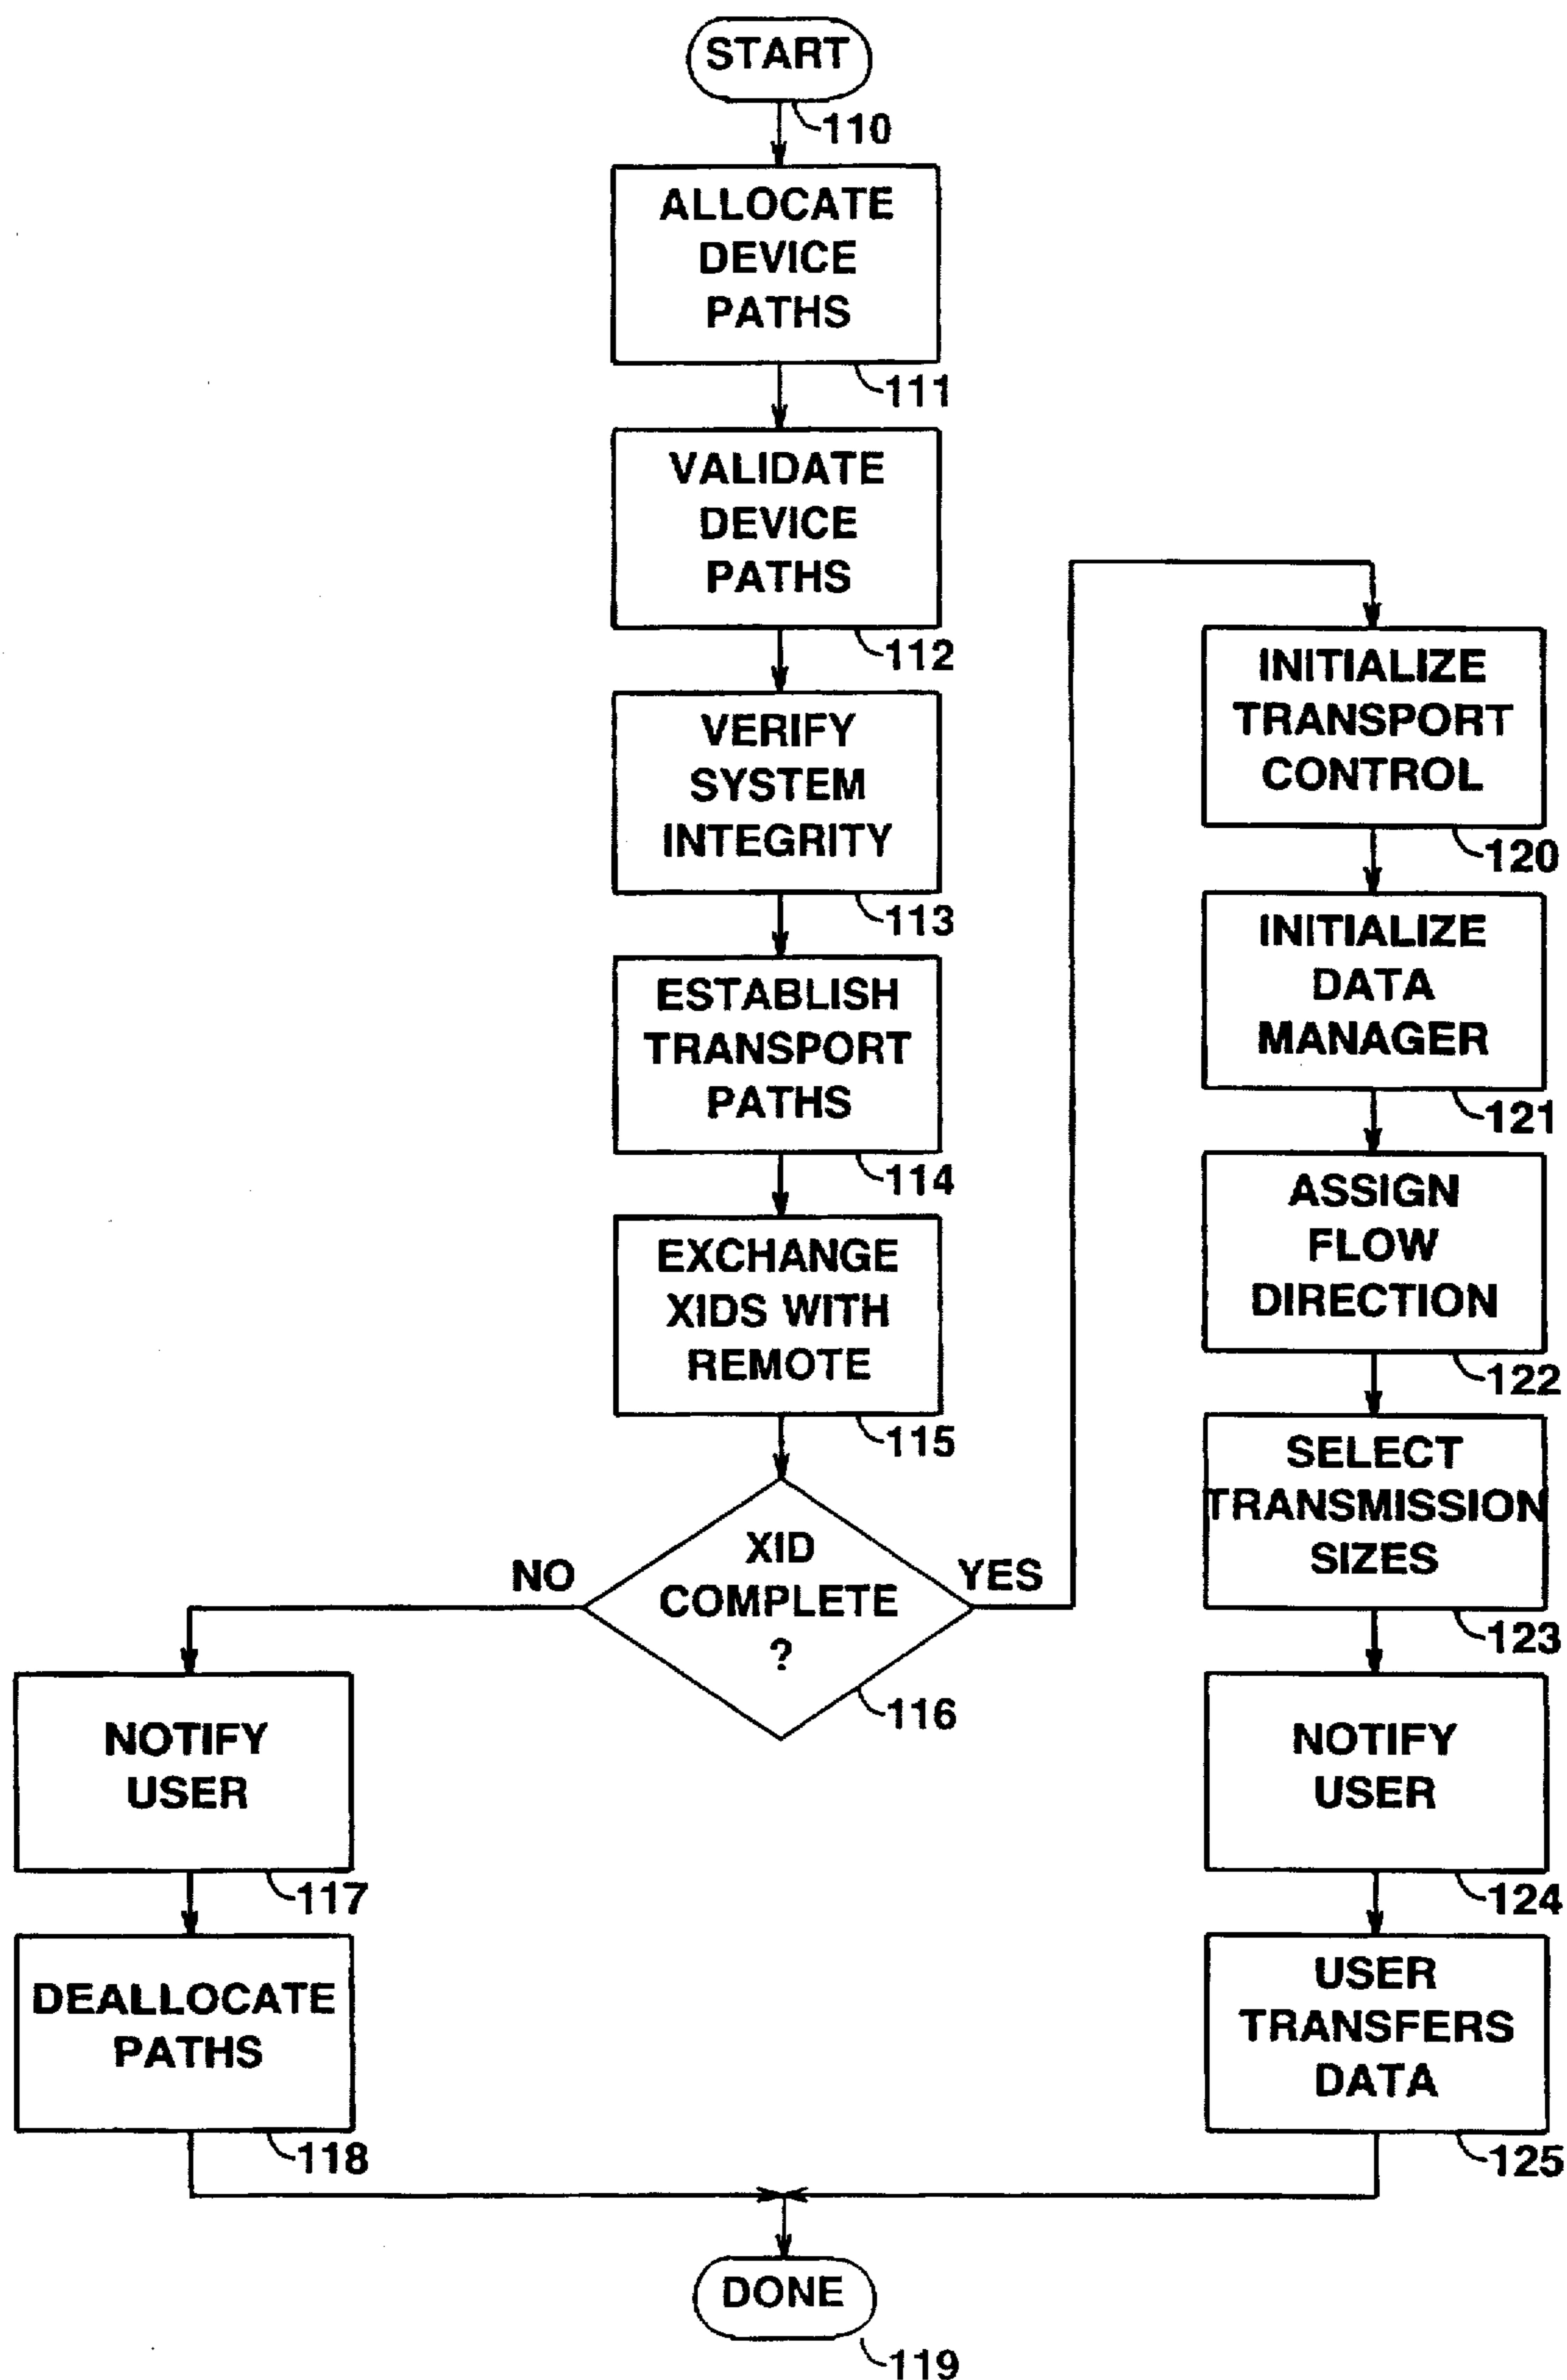 START
110
ALLOCATE
DEVICE
PATHS
111
VALIDATE
DEVICE
PATHS
112
VERIFY
SYSTEM
INTEGRITY
113
ESTABLISH
TRANSPORT
PATHS
114
EXCHANGE
XIDS WITH
REMOTE
115
XID
COMPLETE
?
116
NO
YES
NOTIFY
USER
117
DEALLOCATE
PATHS
118
INITIALIZE
TRANSPORT
CONTROL
120
INITIALIZE
DATA
MANAGER
121
ASSIGN
FLOW
DIRECTION
122
SELECT
TRANSMISSION
SIZES
123
NOTIFY
USER
124
USER
TRANSFERS
DATA
125
DONE
119